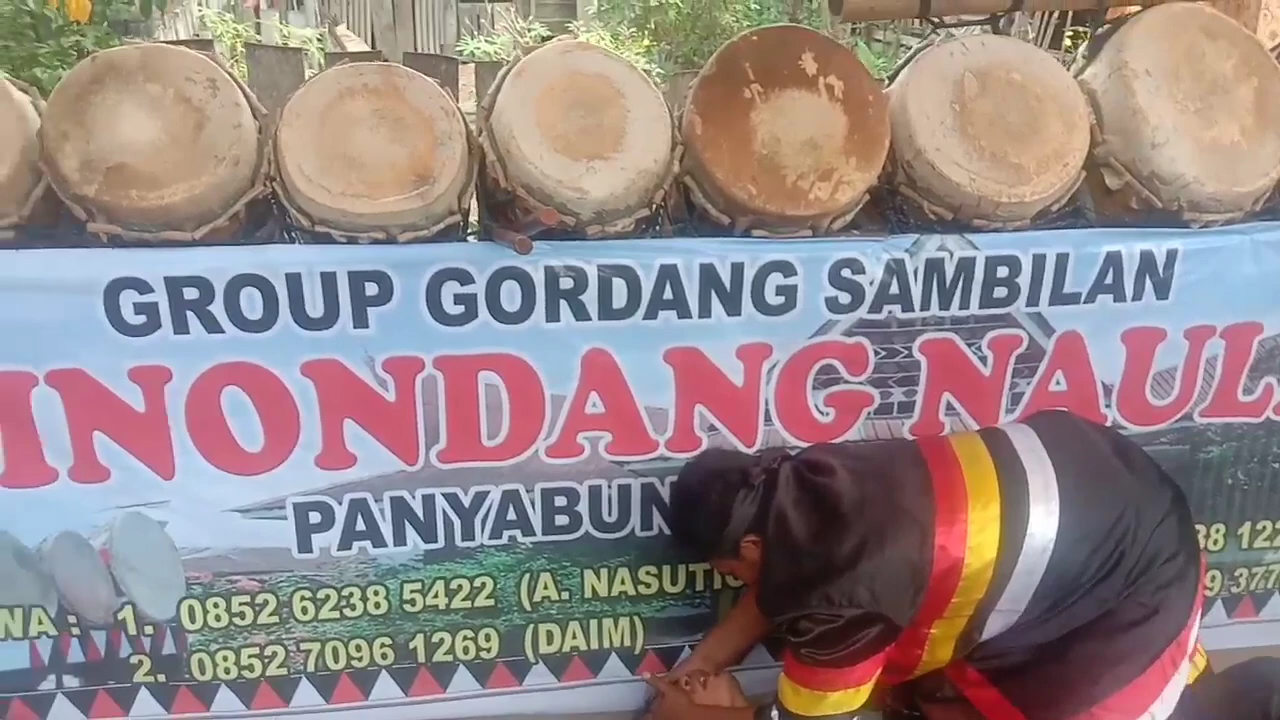 GROUP GORDANG SAMBILAN
INONDANG NAUL
PANYABUN
NA : 1. 0852 6238 5422 (A. NASUTIO
2. 0852 7096 1269 (DAIM)
38 122
9 377